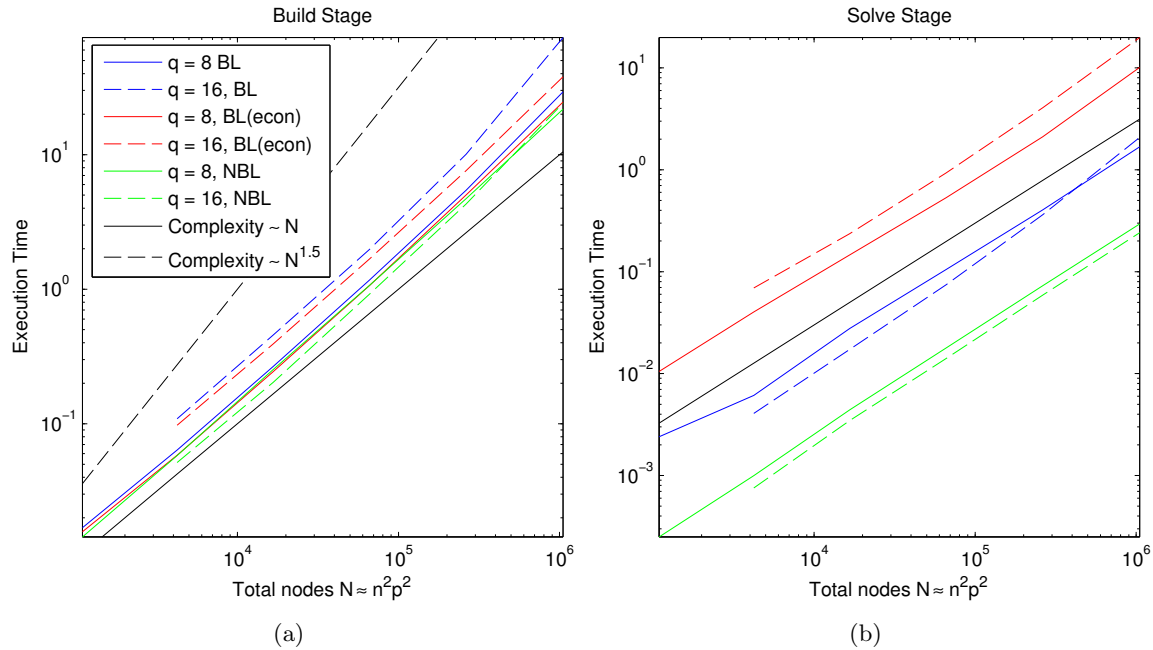 Build Stage
q = 8 BL
q = 16, BL
q = 8, BL(econ)
q = 16, BL(econ)
q = 8, NBL
q = 16, NBL
Complexity ~ N
Complexity ~ N^1.5
10^1
10^0
10^-1
10^4 10^5 10^6
Execution Time
Total nodes N ≈ n^2p^2
(a)
Solve Stage
10^1
10^0
10^-1
10^-2
10^-3
10^4 10^5 10^6
Execution Time
Total nodes N ≈ n^2p^2
(b)